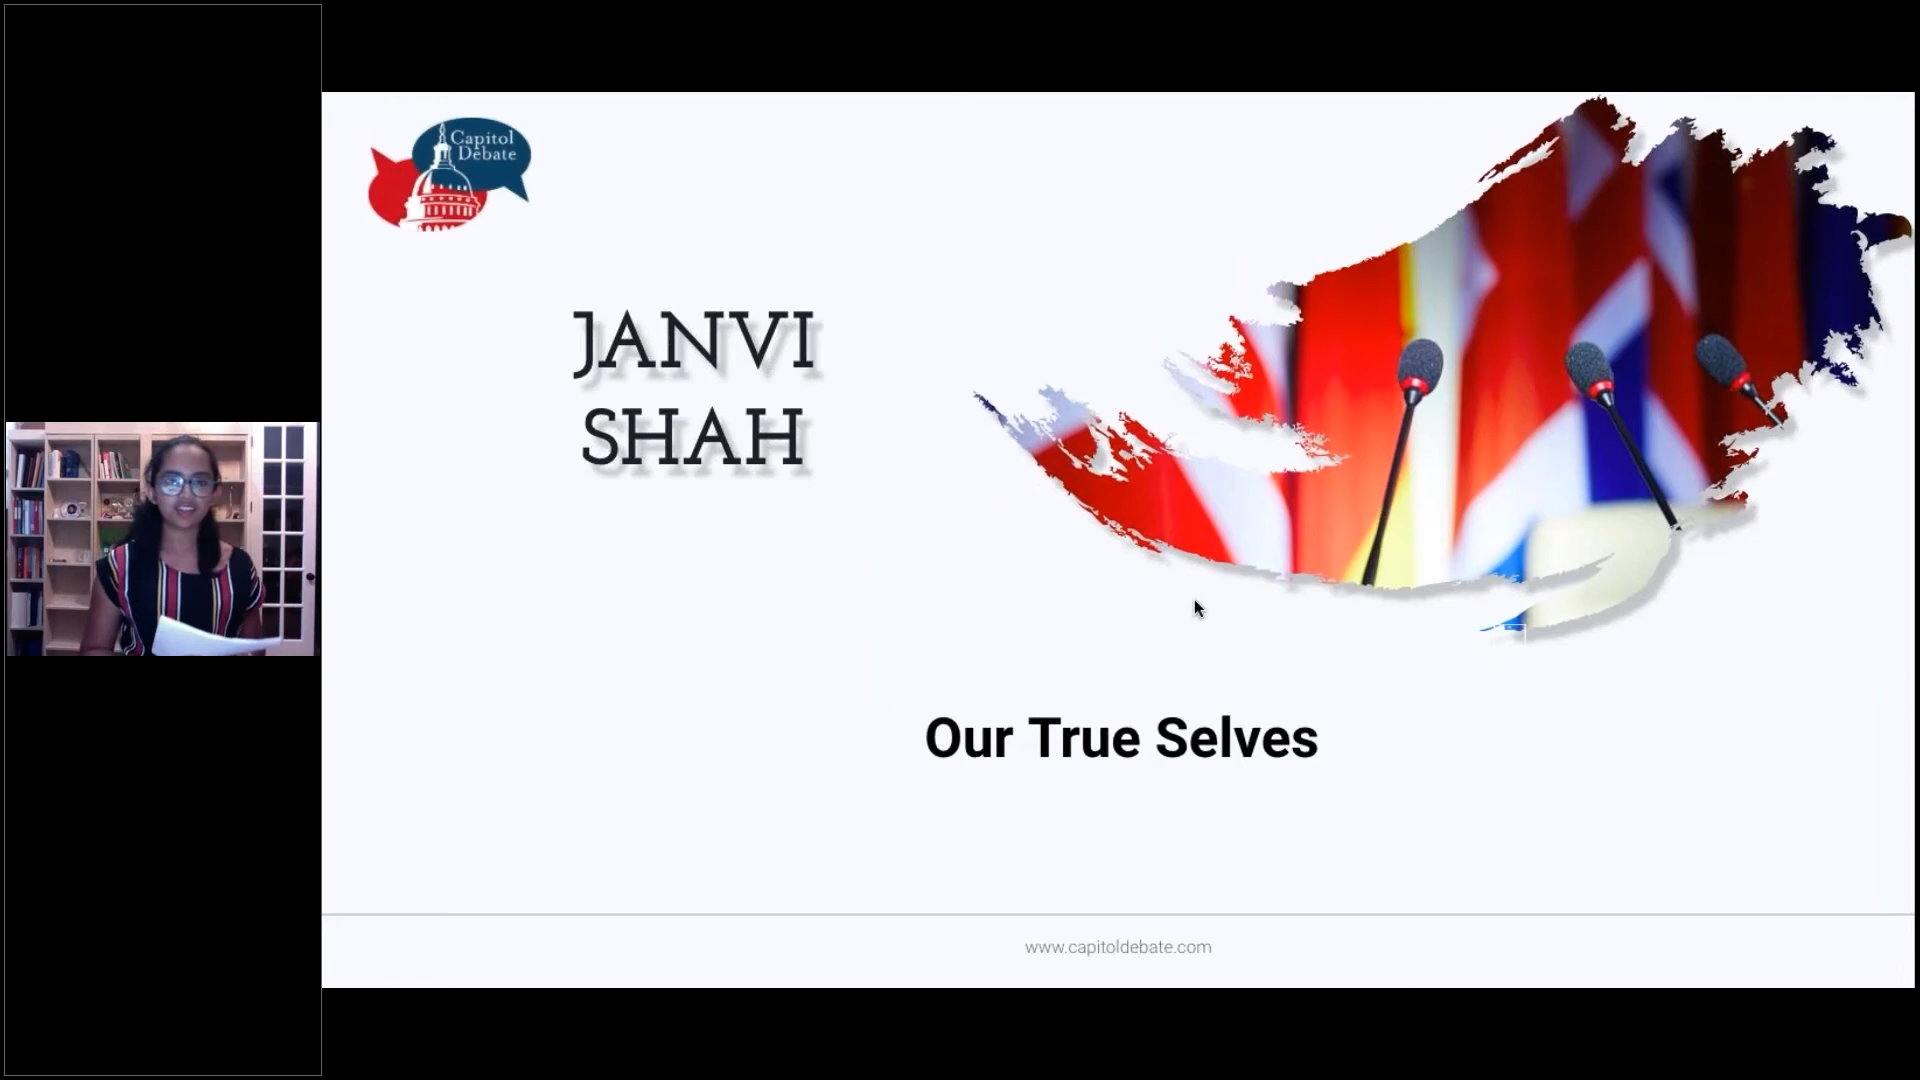 Capitol
Debate
JANVI
SHAH
Our True Selves
www.capitoldebate.com